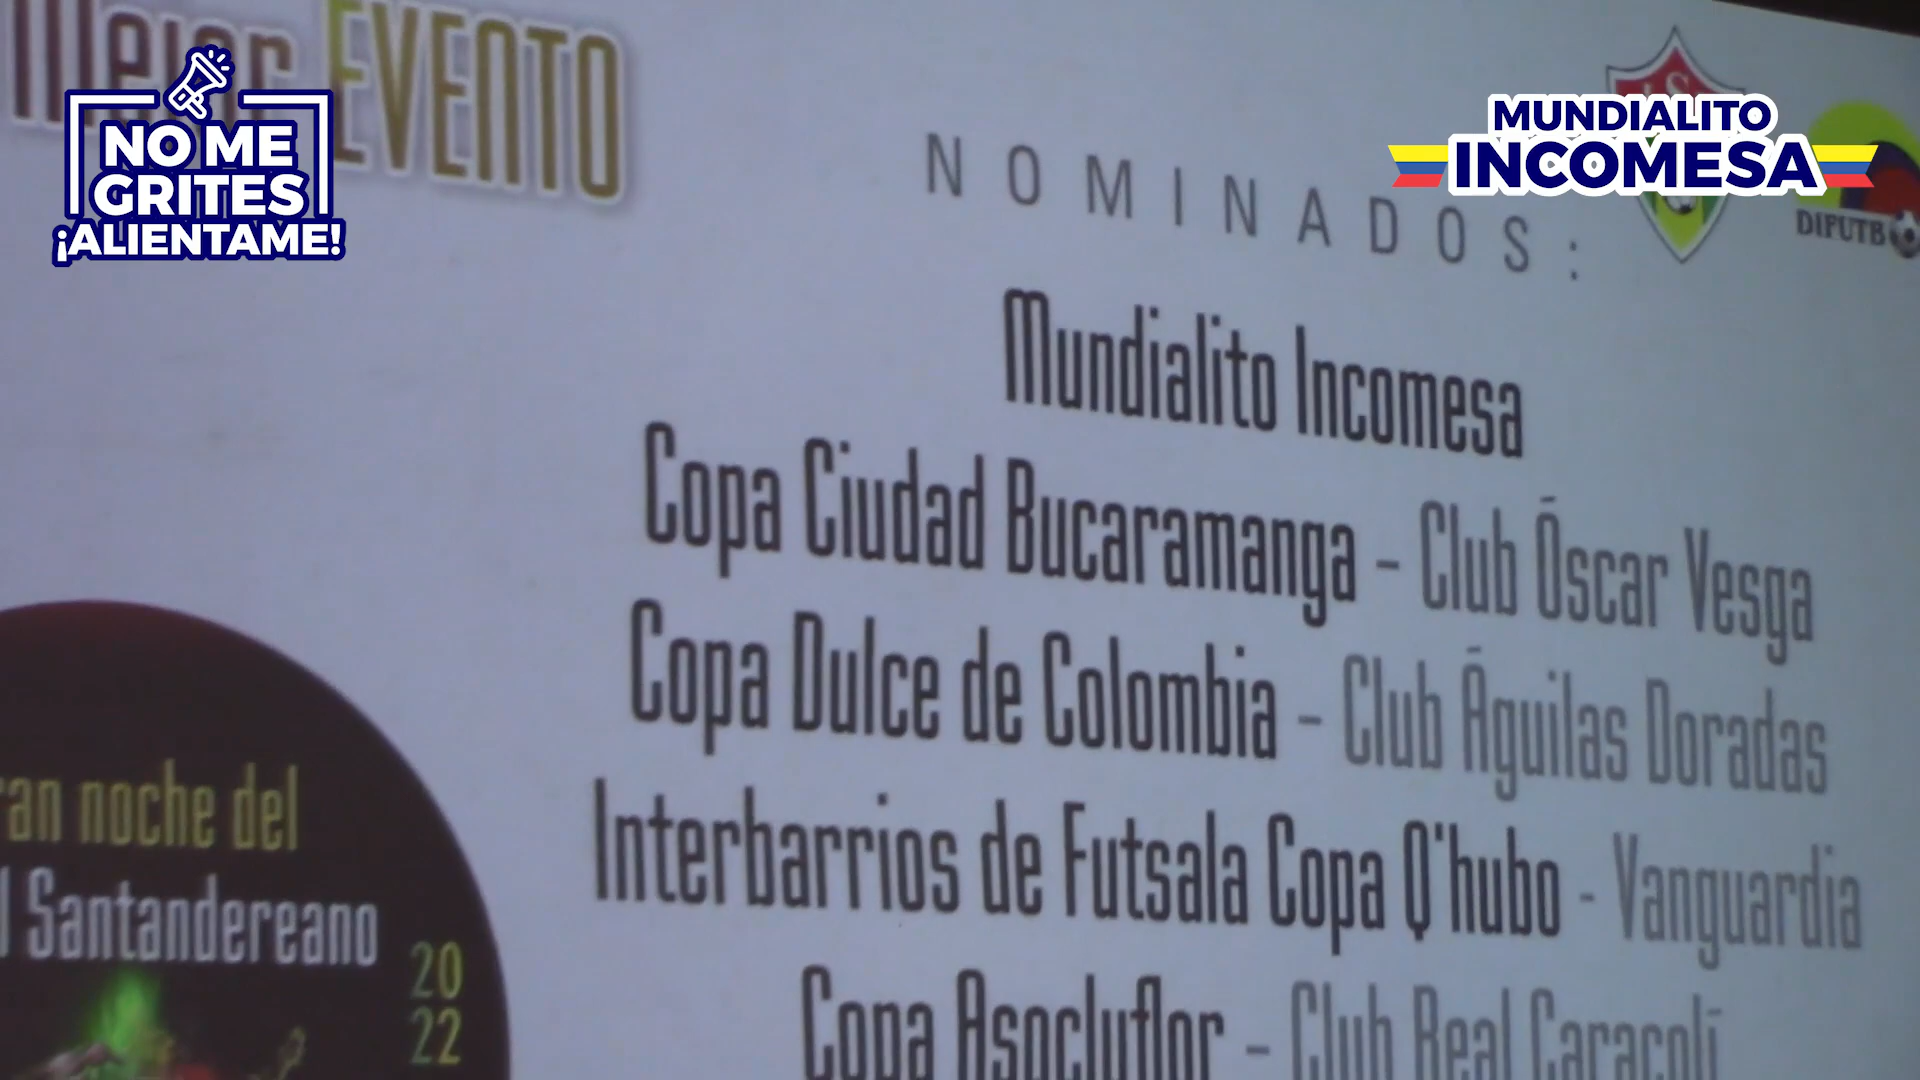 Mejor EVENTO
NO ME
GRITES
¡ALIENTAME!
MUNDIALITO
INCOMESA
DIFUTB
NOMINADOS:
Mundialito Incomesa
Copa Ciudad Bucaramanga - Club Óscar Vesga
Copa Dulce de Colombia - Club Águilas Doradas
Interbarrios de Futsala Copa Q'hubo - Vanguardia
Copa Asocluflor - Club Real Caracolí
ran noche del
l Santandereano
20
22